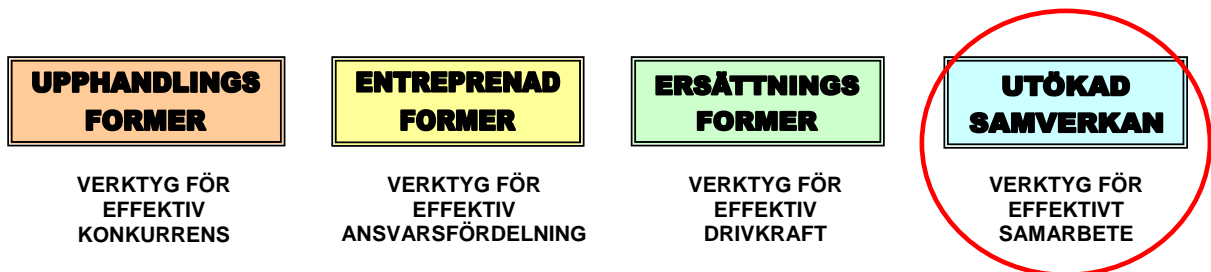 UPPHANDLINGS
FORMER
VERKTYG FÖR
EFFEKTIV
KONKURRENS
ENTREPRENAD
FORMER
VERKTYG FÖR
EFFEKTIV
ANSVARSFÖRDELNING
ERSÄTTNINGS
FORMER
VERKTYG FÖR
EFFEKTIV
DRIVKRAFT
UTÖKAD
SAMVERKAN
VERKTYG FÖR
EFFEKTIVT
SAMARBETE